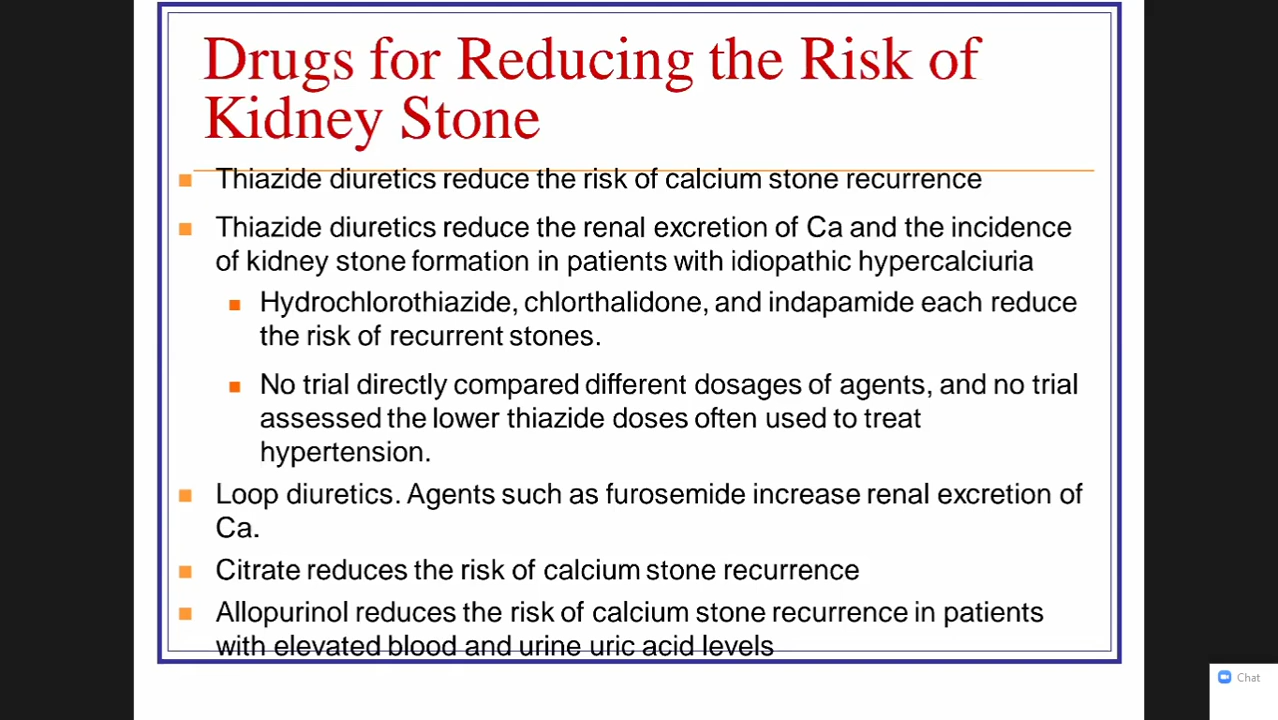 Drugs for Reducing the Risk of
Kidney Stone
Thiazide diuretics reduce the risk of calcium stone recurrence
Thiazide diuretics reduce the renal excretion of Ca and the incidence
of kidney stone formation in patients with idiopathic hypercalciuria
Hydrochlorothiazide, chlorthalidone, and indapamide each reduce
the risk of recurrent stones.
No trial directly compared different dosages of agents, and no trial
assessed the lower thiazide doses often used to treat
hypertension.
Loop diuretics. Agents such as furosemide increase renal excretion of
Ca.
Citrate reduces the risk of calcium stone recurrence
Allopurinol reduces the risk of calcium stone recurrence in patients
with elevated blood and urine uric acid levels
Chat